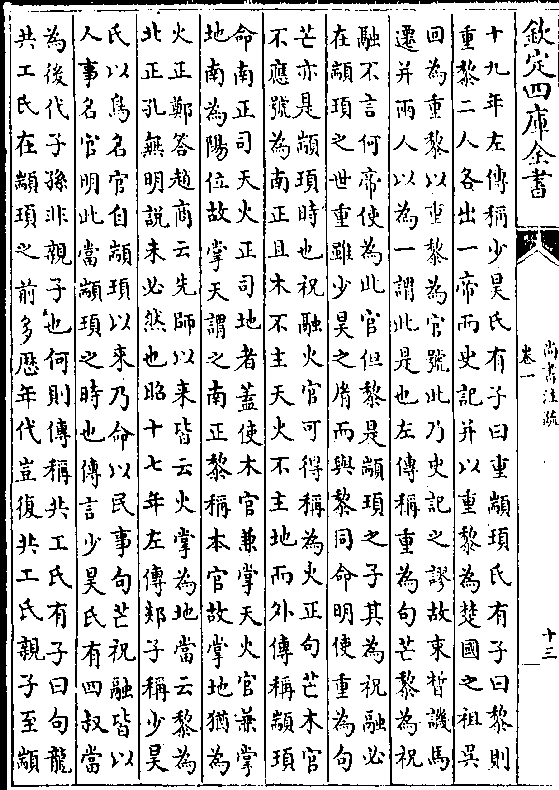 欽定四庫全書
尚書注疏
卷一
十三
十九年左傳稱少昊氏有子曰重顓頊氏有子曰黎則
重黎二人各出一帝而史記并以重黎為楚國之祖吳
回為重黎以重黎為官號此乃史記之謬故束晳譏馬
遷并兩人以為一謂此是也左傳稱重為句芒黎為祝
融不言何帝使為此官但黎是顓頊之子其為祝融必
在顓頊之世重雖少昊之胄而與黎同命明使重為句
芒亦是顓頊時也祝融火官可得稱為火正句芒木官
不應號為南正且木不主天火不主地而外傳稱顓頊
命南正司天火正司地者蓋使木官兼掌天火官兼掌
地南為陽位故掌天謂之南正黎稱本官故掌地猶為
火正鄭答趙商云先師以來皆云火掌為地當云黎為
北正孔無明說未必然也昭十七年左傳郯子稱少昊
氏以鳥名官自顓頊以來乃命以民事句芒祝融皆以
人事名官明此當顓頊之時也傳言少昊氏有四叔當
為後代子孫非親子也何則傳稱共工氏有子曰句龍
共工氏在顓頊之前多歷年代豈復共工氏親子至顓